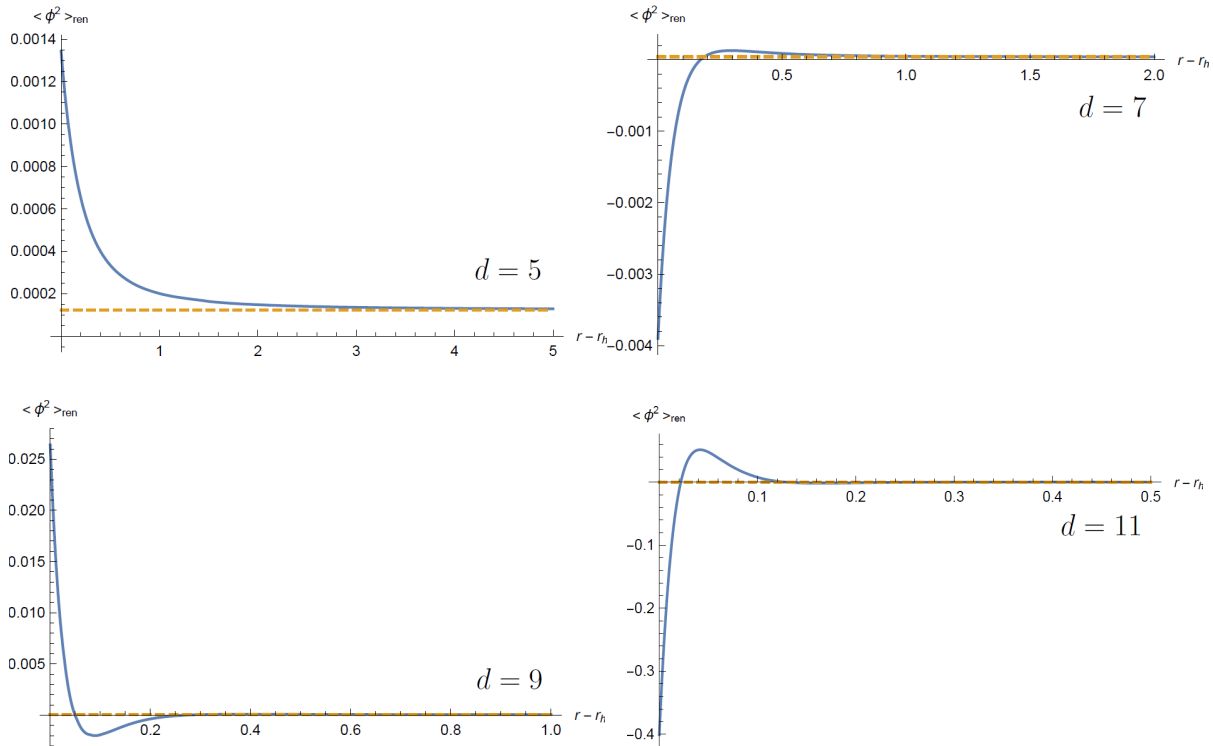 < ϕ² >ren
0.0014
0.0012
0.0010
0.0008
0.0006
0.0004
0.0002
d = 5
1 2 3 4 5
r – rh
< ϕ² >ren
0.5 1.0 1.5 2.0
r – rh
d = 7
−0.001
−0.002
−0.003
−0.004
< ϕ² >ren
0.025
0.020
0.015
0.010
0.005
d = 9
0.2 0.4 0.6 0.8 1.0
r – rh
< ϕ² >ren
0.1 0.2 0.3 0.4 0.5
r – rh
d = 11
−0.1
−0.2
−0.3
−0.4